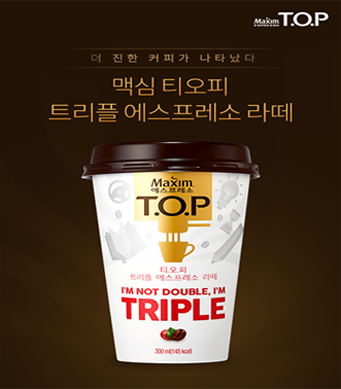 Maxim T.O.P
더 진한 커피가 나타났다
맥심 티오피
트리플 에스프레소 라떼
Maxim
에스프레소
T.O.P
티.오.피
트리플 에스프레소 라떼
I'M NOT DOUBLE, I'M
TRIPLE
300 ml(145 kcal)